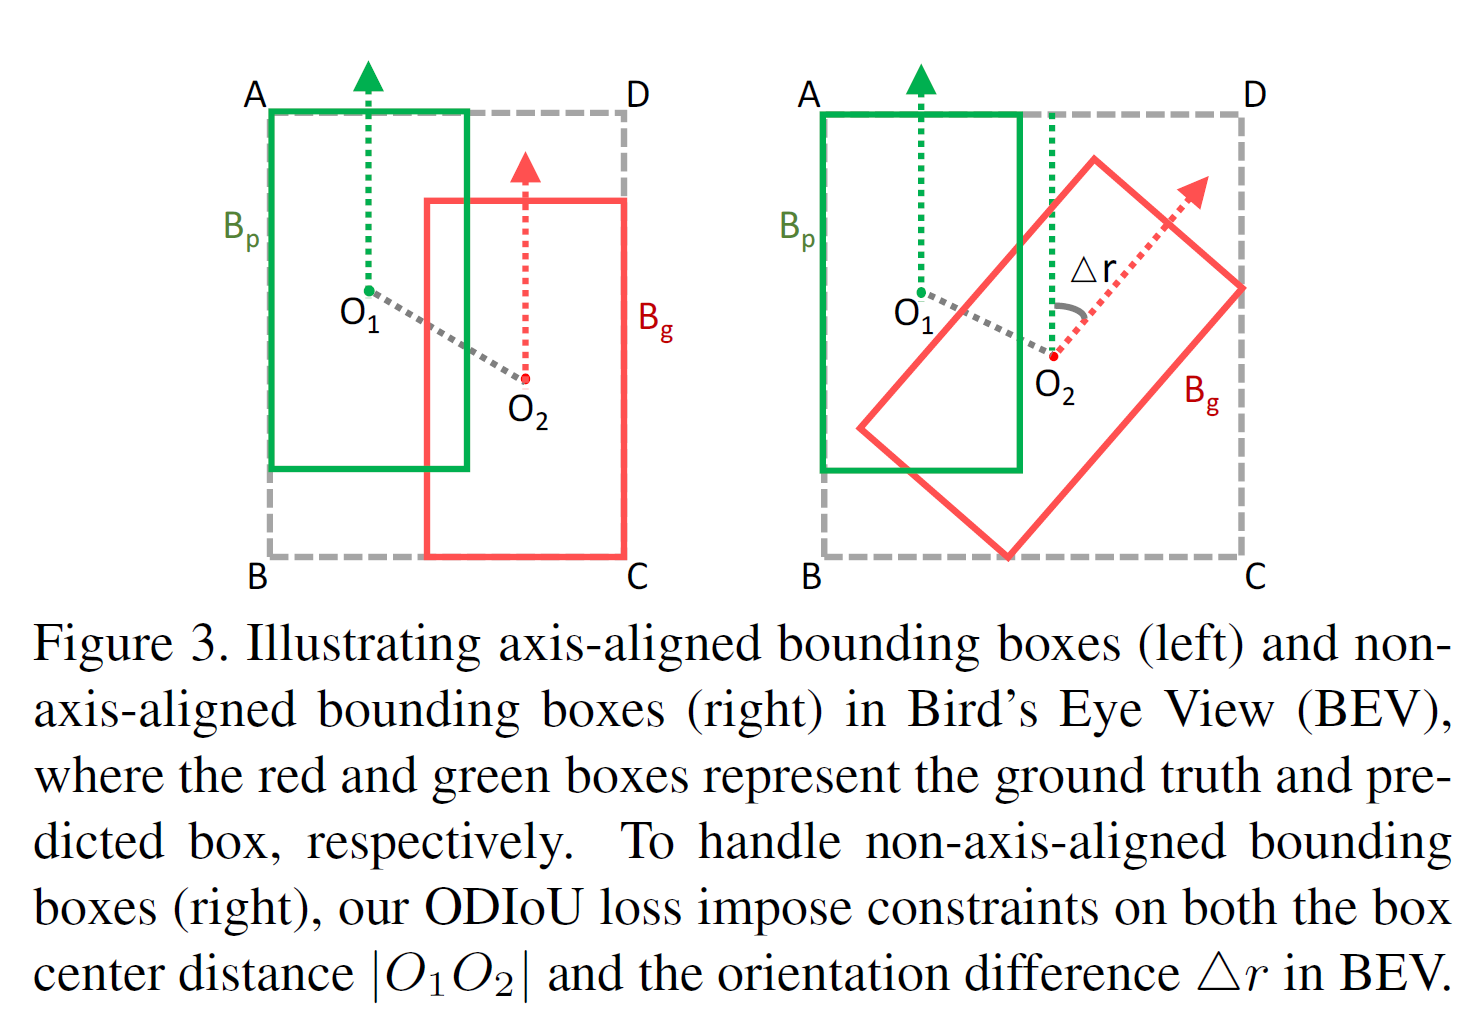 A
D
B_p
O_1
B_g
O_2
B
C
A
D
B_p
O_1
△r
O_2
B_g
B
C
Figure 3. Illustrating axis-aligned bounding boxes (left) and non-
axis-aligned bounding boxes (right) in Bird's Eye View (BEV),
where the red and green boxes represent the ground truth and pre-
dicted box, respectively. To handle non-axis-aligned bounding
boxes (right), our ODIoU loss impose constraints on both the box
center distance |O_1O_2| and the orientation difference △r in BEV.